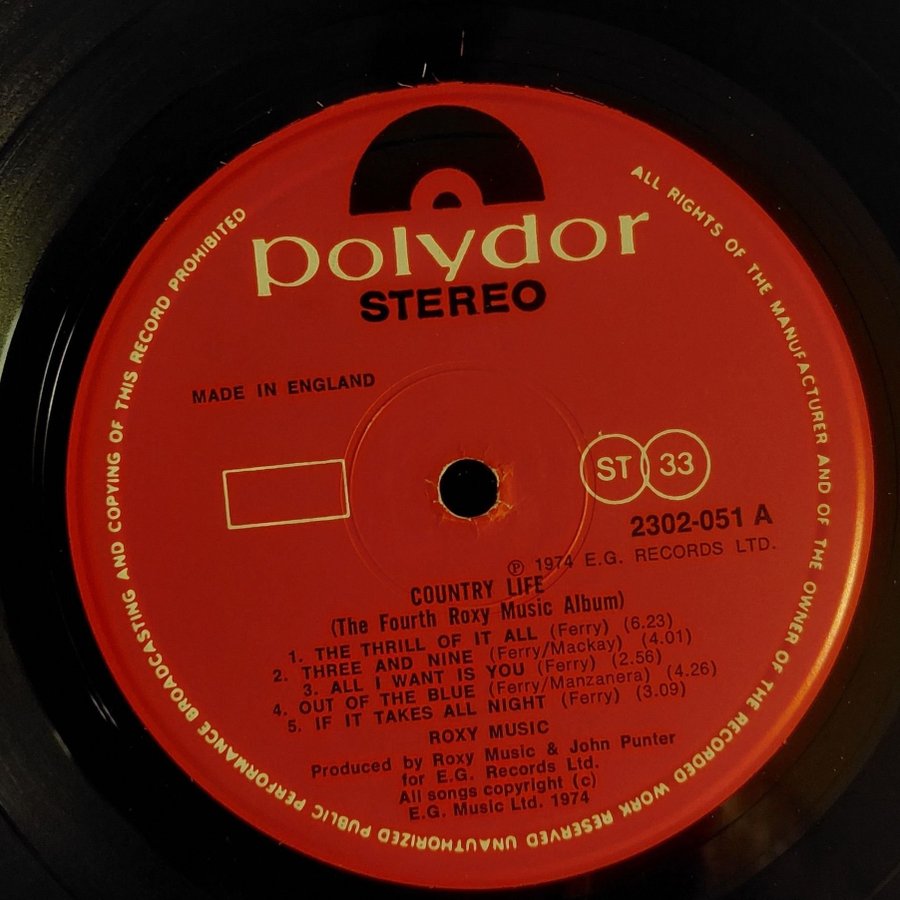 polydor
STEREO
ALL RIGHTS OF THE MANUFACTURER AND OF THE OWNER OF THE RECORDED WORK RESERVED UNAUTHORIZED PUBLIC PERFORMANCE BROADCASTING AND COPYING OF THIS RECORD PROHIBITED
MADE IN ENGLAND
ST 33
2302-051 A
℗ 1974 E.G. RECORDS LTD.
COUNTRY LIFE
(The Fourth Roxy Music Album)
1. THE THRILL OF IT ALL (Ferry) (6.23)
2. THREE AND NINE (Ferry/Mackay) (4.01)
3. ALL I WANT IS YOU (Ferry) (2.56)
4. OUT OF THE BLUE (Ferry/Manzanera) (4.26)
5. IF IT TAKES ALL NIGHT (Ferry) (3.09)
ROXY MUSIC
Produced by Roxy Music & John Punter
for E.G. Records Ltd.
All songs copyright (c)
E.G. Music Ltd. 1974